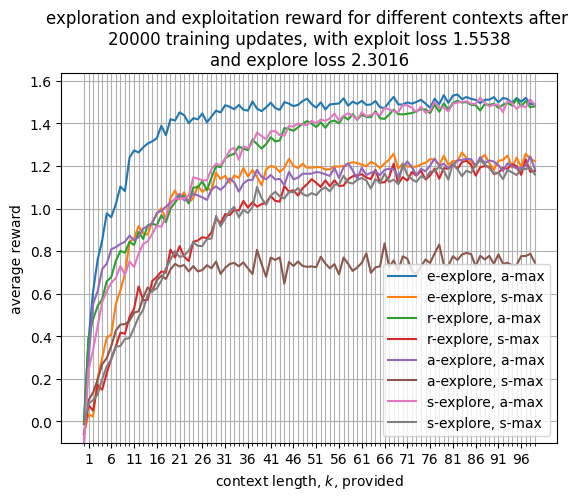 exploration and exploitation reward for different contexts after
20000 training updates, with exploit loss 1.5538
and explore loss 2.3016
1.6
1.4
1.2
1.0
0.8
0.6
0.4
0.2
0.0
average reward
e-explore, a-max
e-explore, s-max
r-explore, a-max
r-explore, s-max
a-explore, a-max
a-explore, s-max
s-explore, a-max
s-explore, s-max
1 6 11 16 21 26 32 36 41 46 51 56 61 66 71 76 81 86 91 96
context length, k, provided